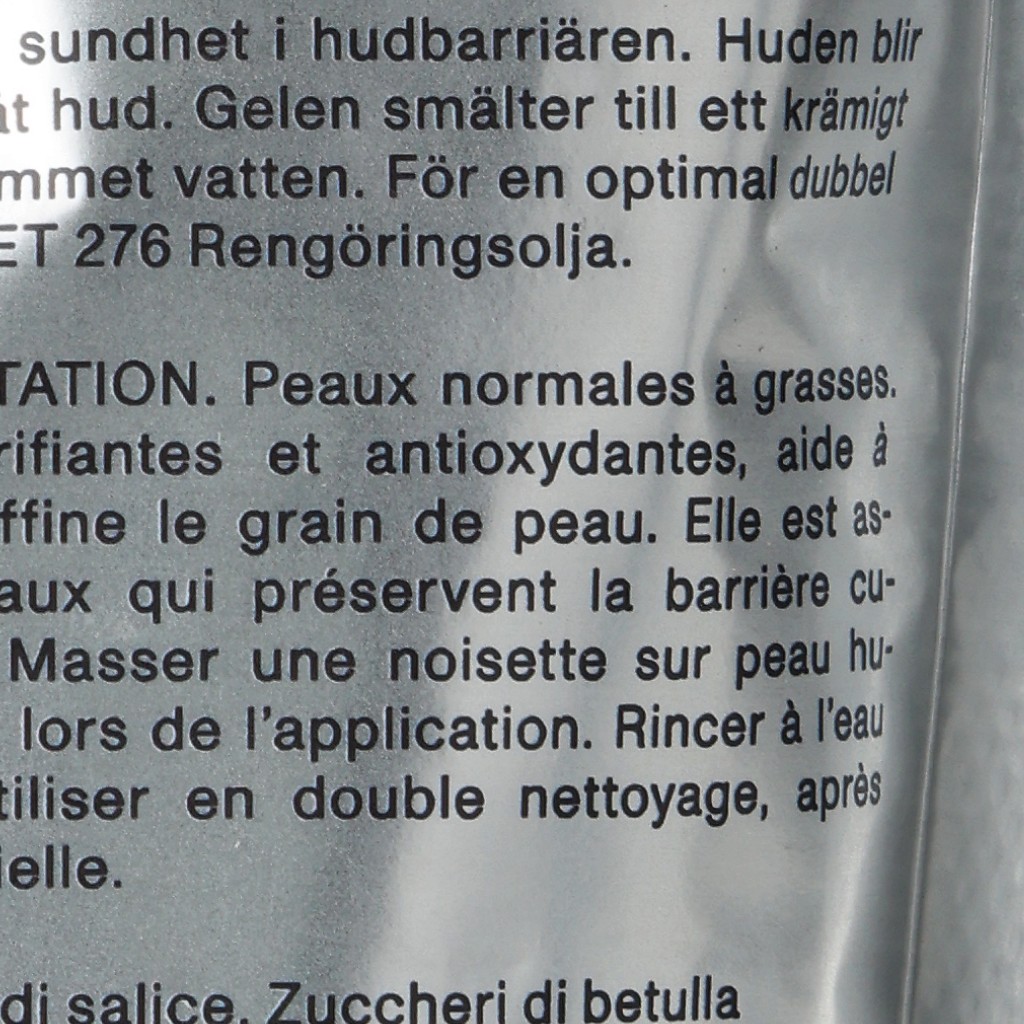 sundhet i hudbarriären. Huden blir
hud. Gelen smälter till ett krämigt
mmet vatten. För en optimal dubbel
ET 276 Rengöringsolja.
TATION. Peaux normales à grasses.
rifiantes et antioxydantes, aide à
ffine le grain de peau. Elle est as-
aux qui préservent la barrière cu-
Masser une noisette sur peau hu-
lors de l'application. Rincer à l'eau
tiliser en double nettoyage, après
ielle.
di salice. Zuccheri di betulla